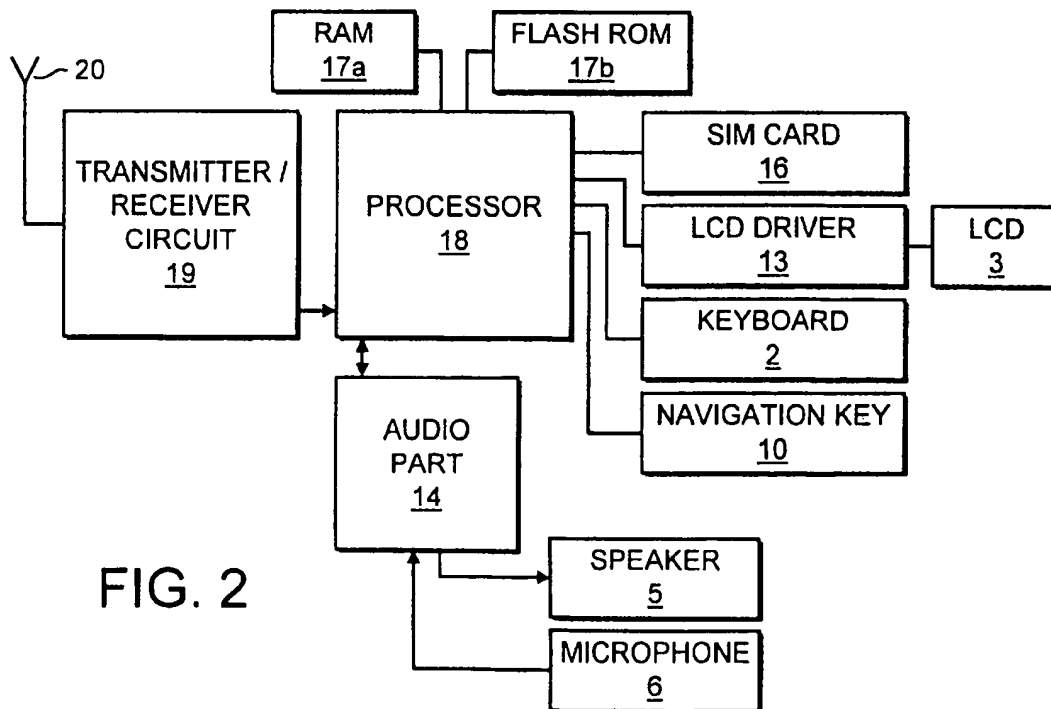 RAM
17a
FLASH ROM
17b
20
TRANSMITTER /
RECEIVER
CIRCUIT
19
PROCESSOR
18
SIM CARD
16
LCD DRIVER
13
LCD
3
KEYBOARD
2
NAVIGATION KEY
10
AUDIO
PART
14
SPEAKER
5
MICROPHONE
6
FIG. 2